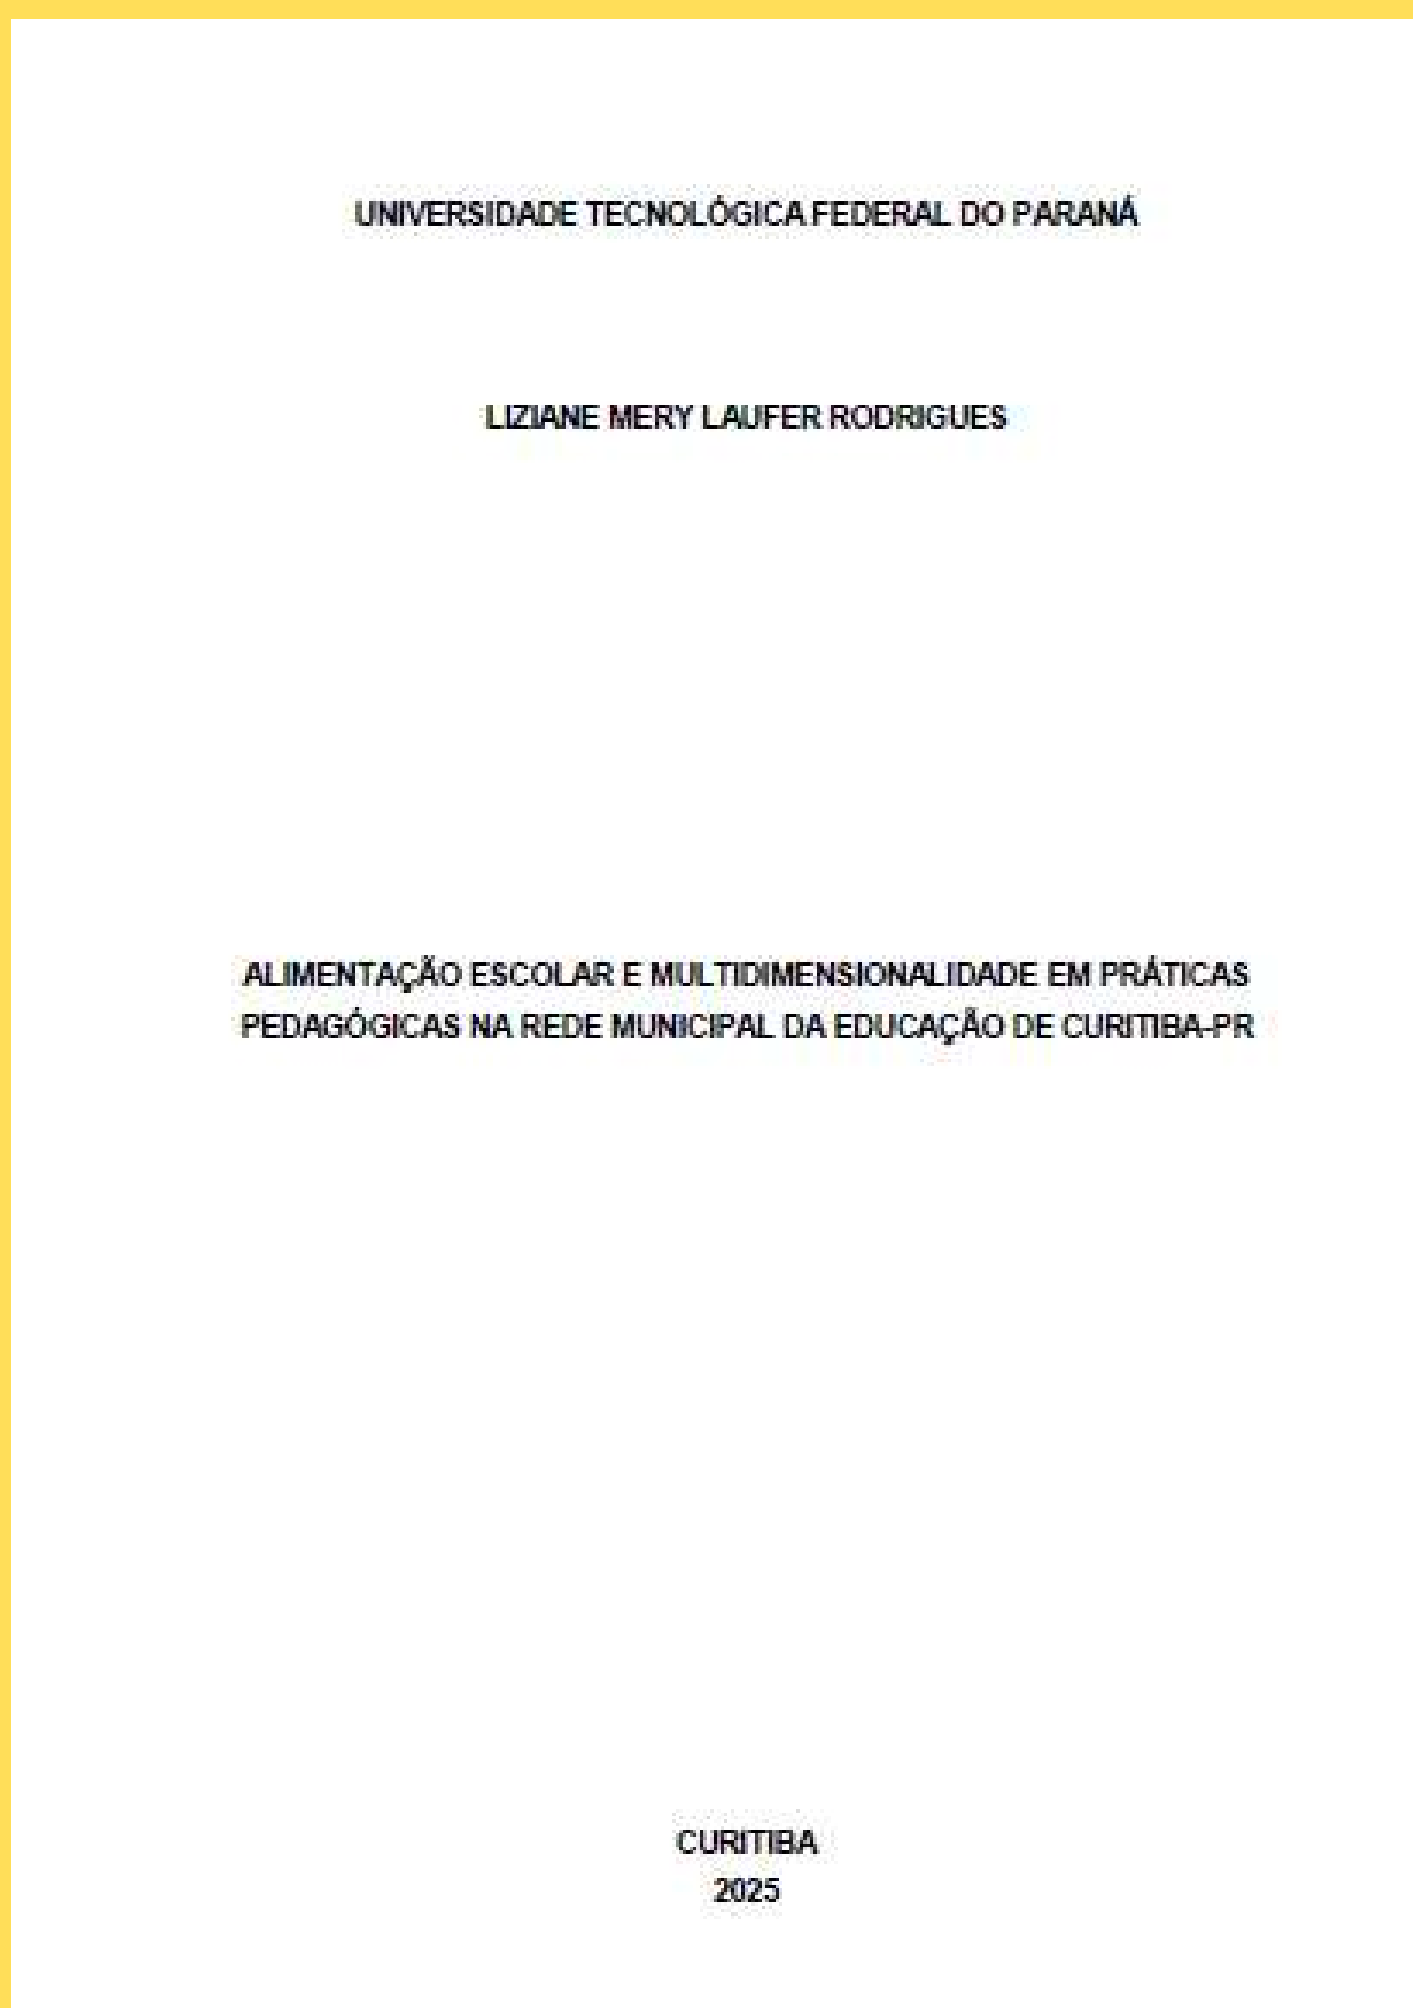 UNIVERSIDADE TECNOLÓGICA FEDERAL DO PARANÁ
LIZIANE MERY LAUFER RODRIGUES
ALIMENTAÇÃO ESCOLAR E MULTIDIMENSIONALIDADE EM PRÁTICAS
PEDAGÓGICAS NA REDE MUNICIPAL DA EDUCAÇÃO DE CURITIBA-PR
CURITIBA
2025